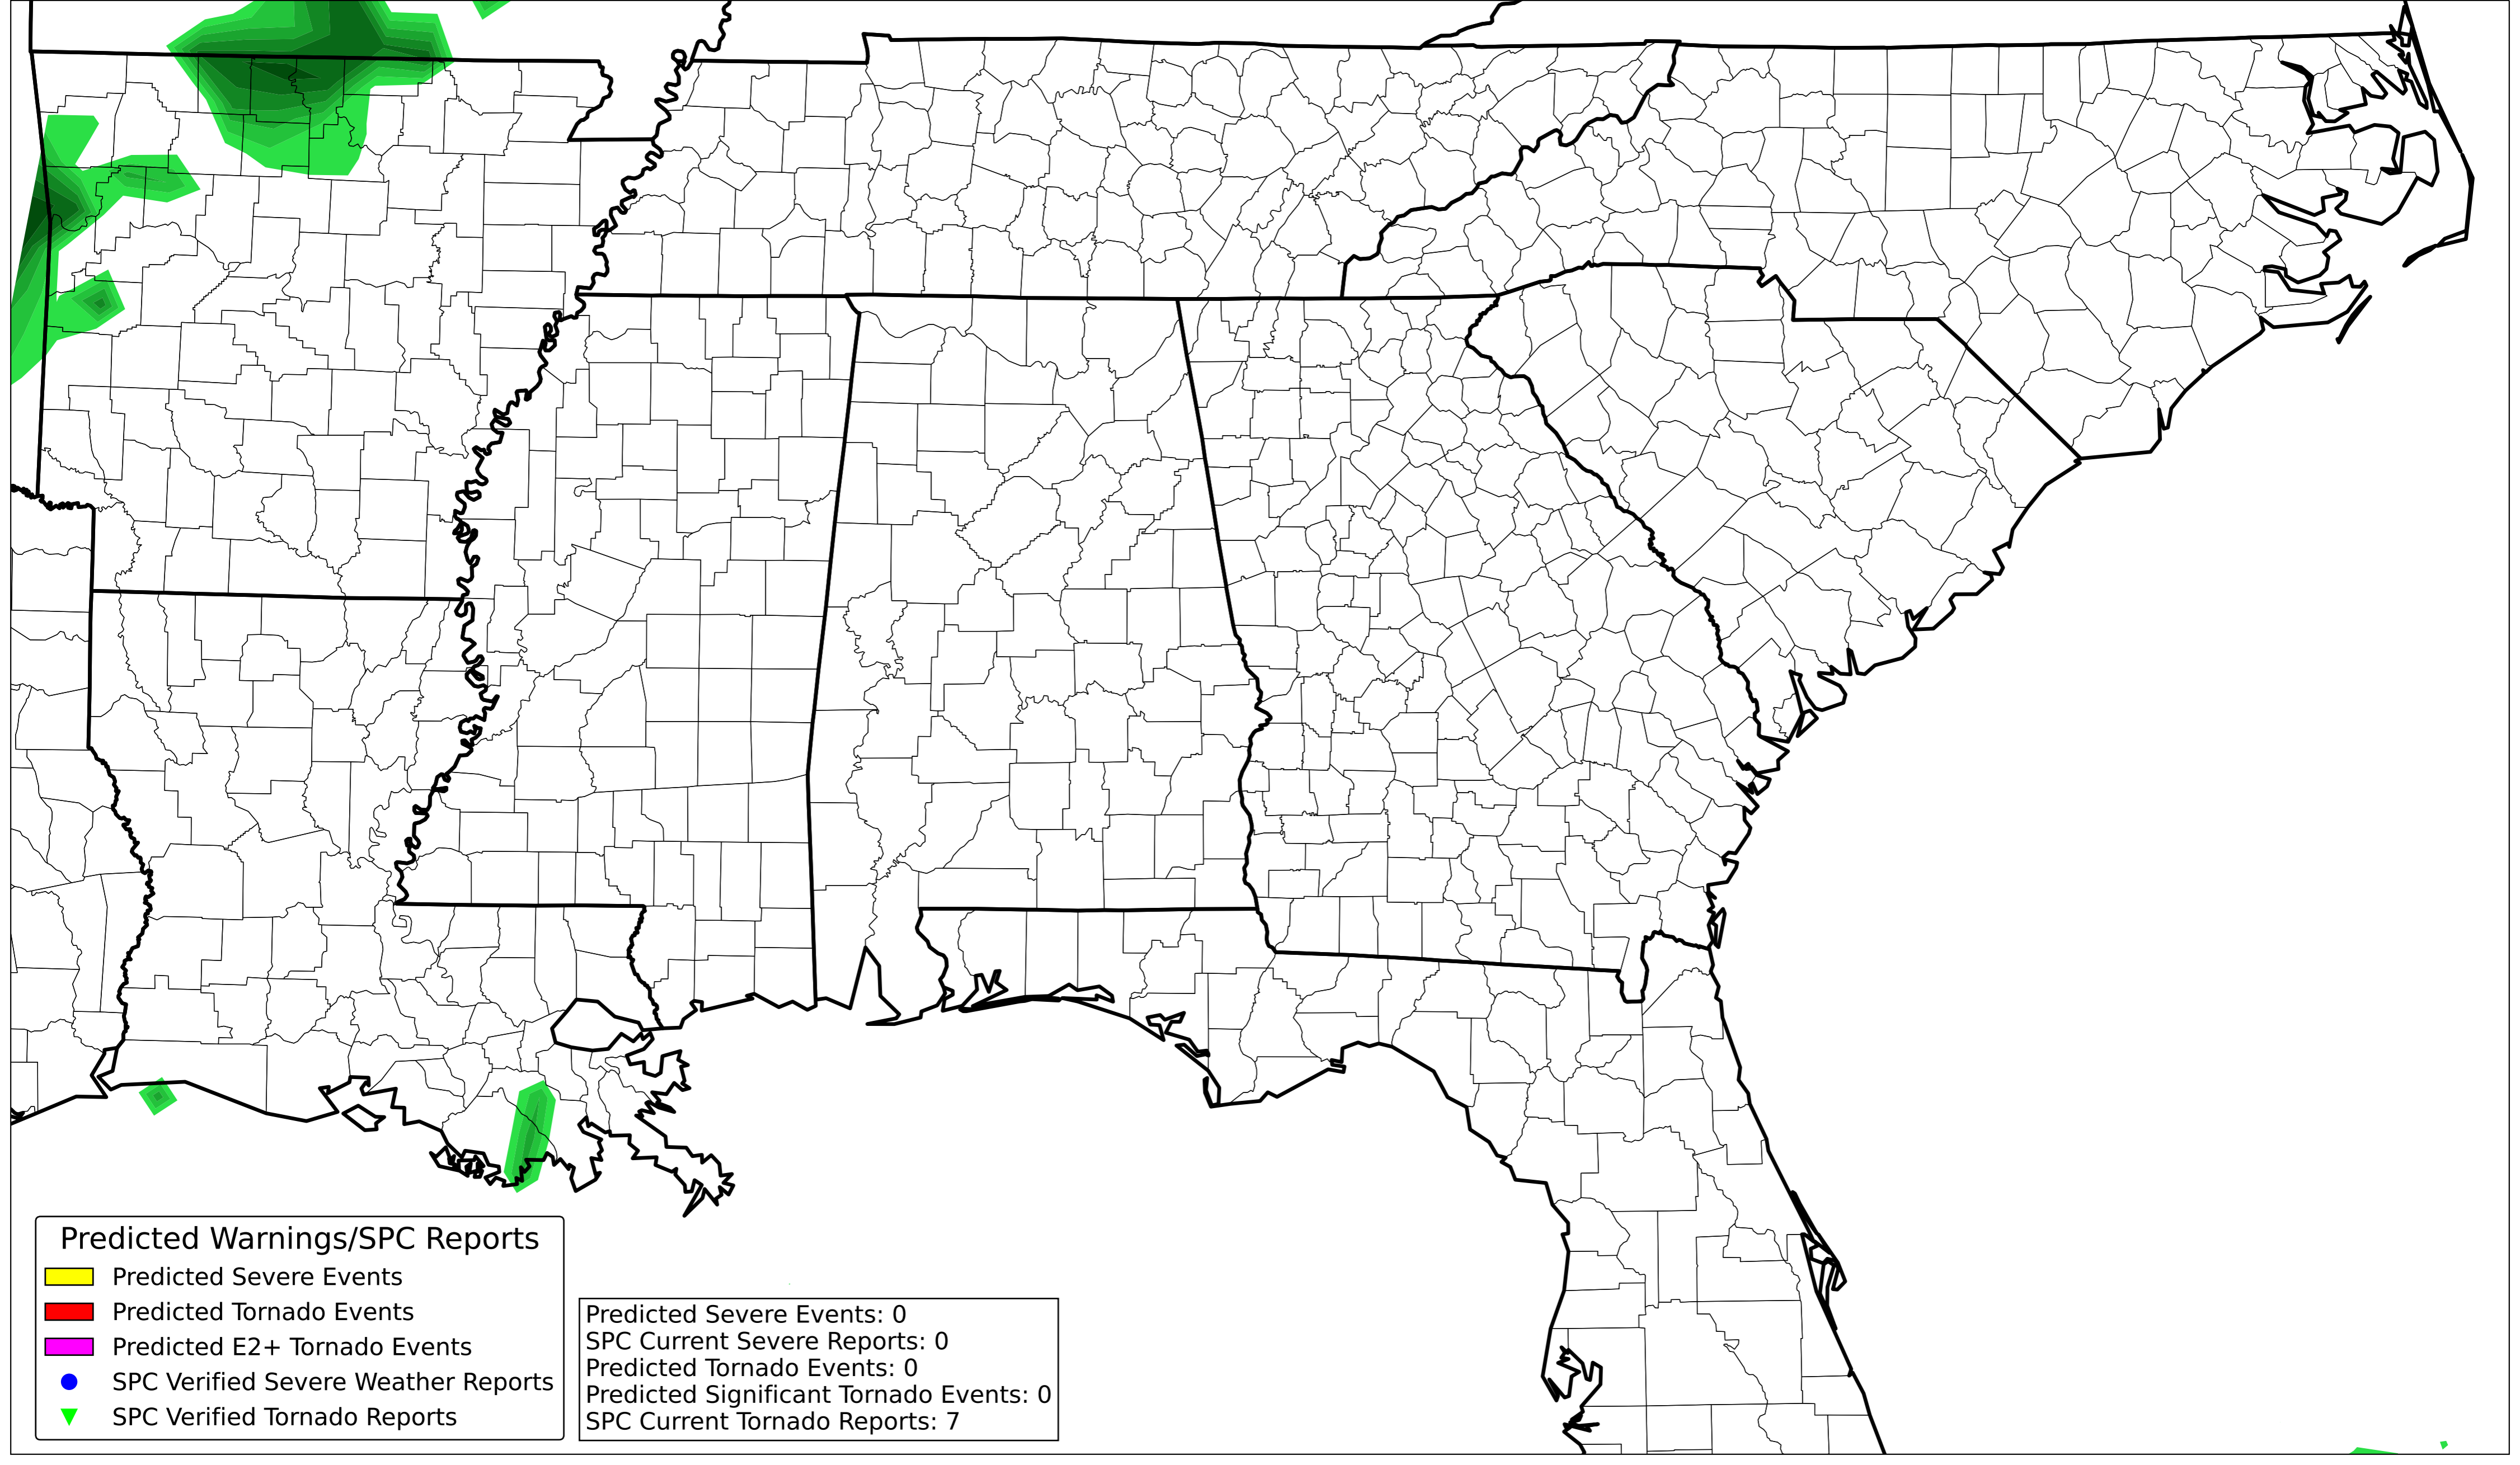 Predicted Warnings/SPC Reports
Predicted Severe Events
Predicted Tornado Events
Predicted E2+ Tornado Events
SPC Verified Severe Weather Reports
SPC Verified Tornado Reports
Predicted Severe Events: 0
SPC Current Severe Reports: 0
Predicted Tornado Events: 0
Predicted Significant Tornado Events: 0
SPC Current Tornado Reports: 7